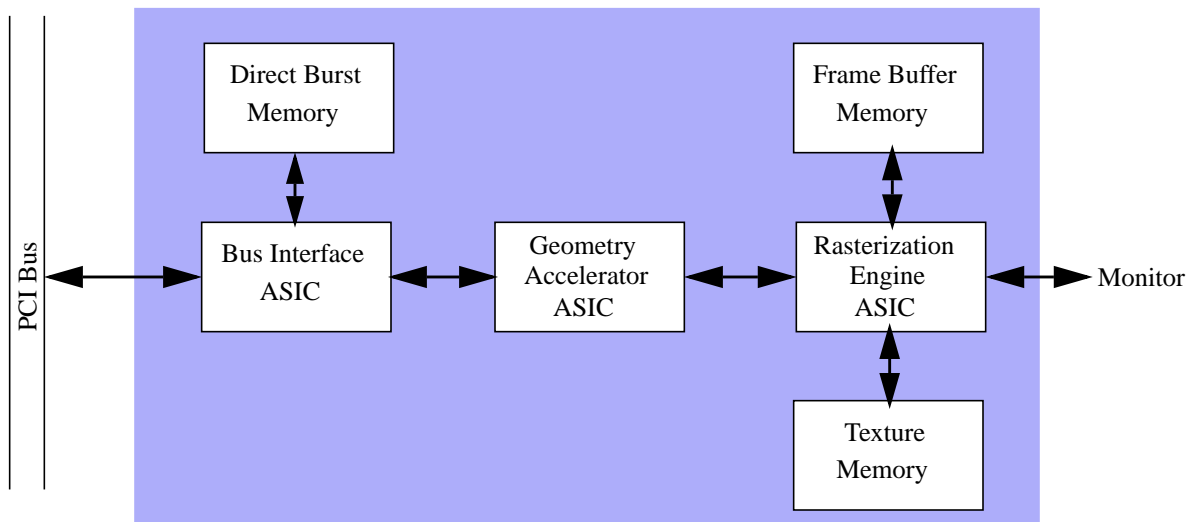 PCI Bus
Direct Burst
Memory
Frame Buffer
Memory
Bus Interface
ASIC
Geometry
Accelerator
ASIC
Rasterization
Engine
ASIC
Monitor
Texture
Memory